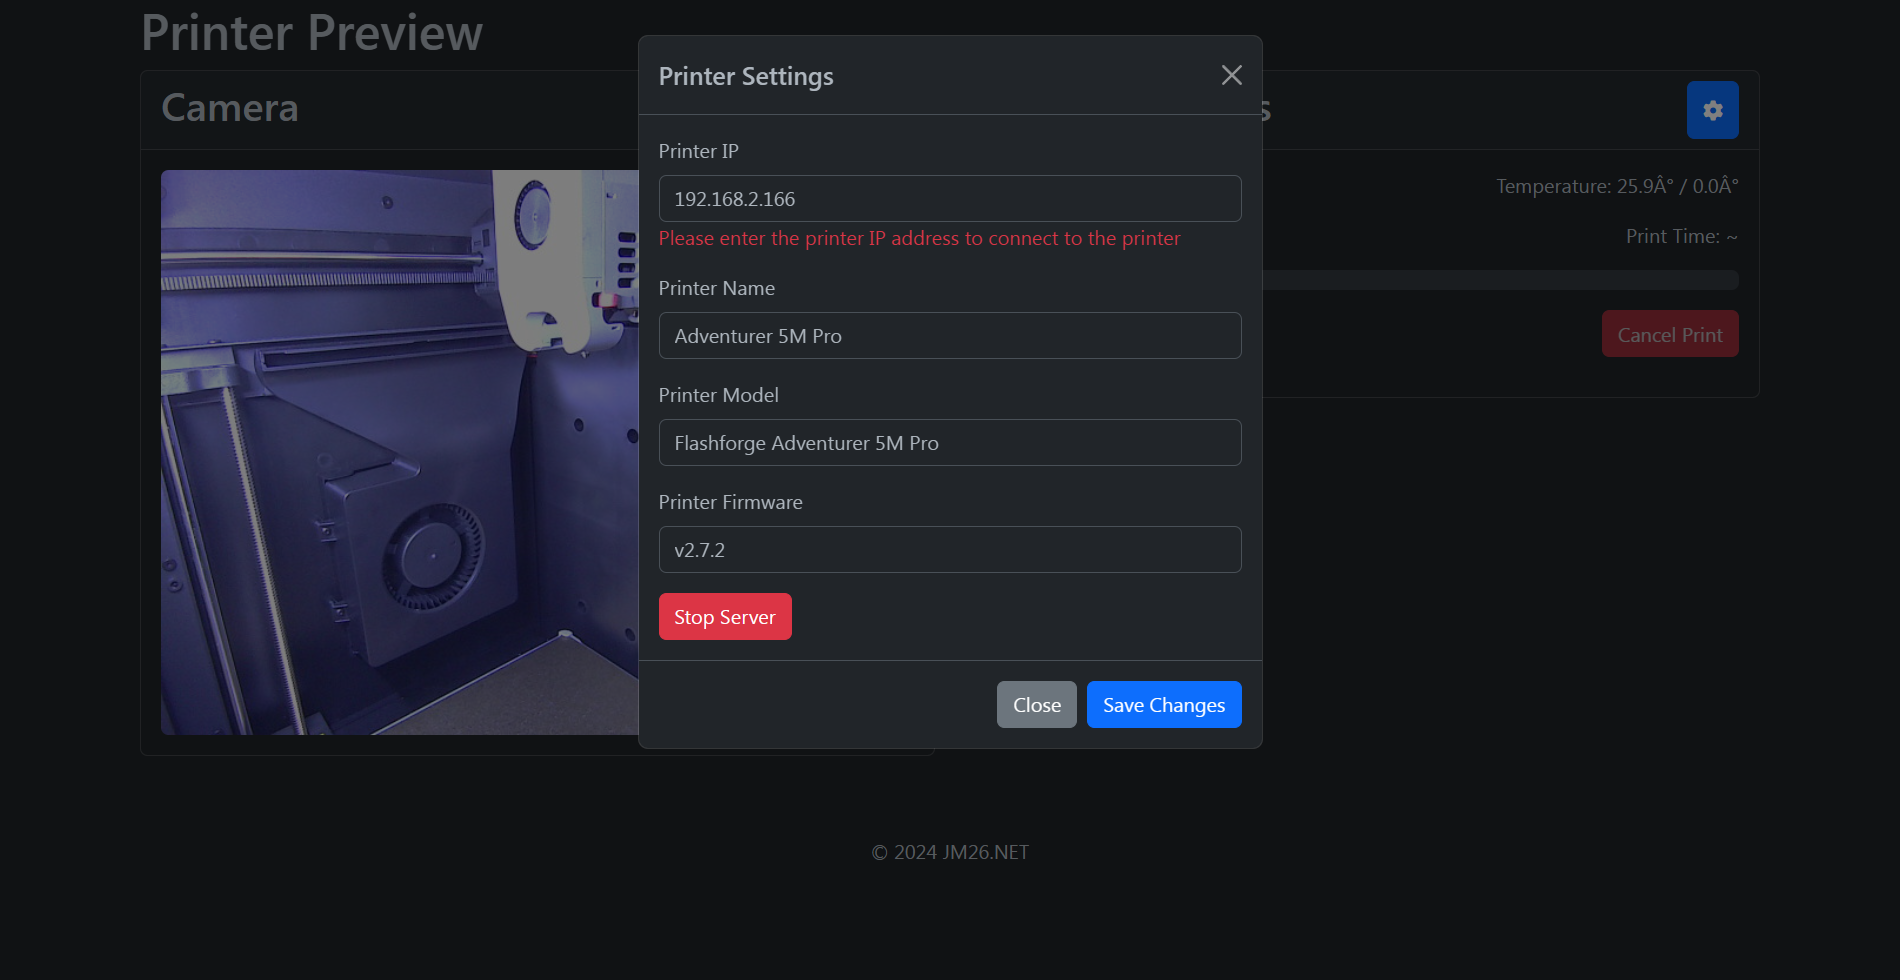 Printer Preview
Camera
Printer Settings
Printer IP
192.168.2.166
Please enter the printer IP address to connect to the printer
Printer Name
Adventurer 5M Pro
Printer Model
Flashforge Adventurer 5M Pro
Printer Firmware
v2.7.2
Stop Server
Close
Save Changes
Temperature: 25.9Â° / 0.0Â°
Print Time: ~
Cancel Print
© 2024 JM26.NET